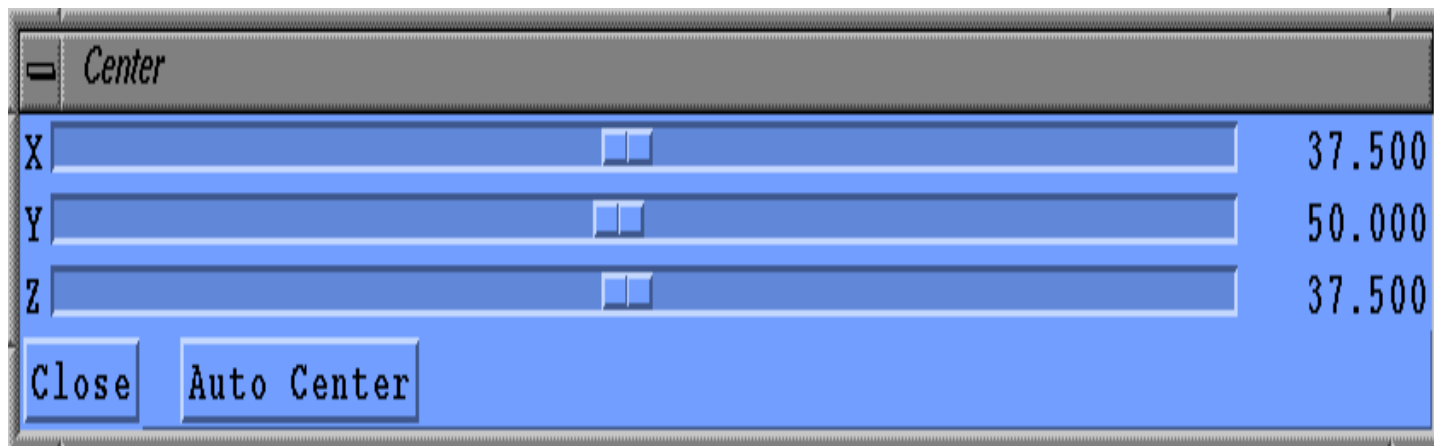 Center
X 37.500
Y 50.000
Z 37.500
Close Auto Center